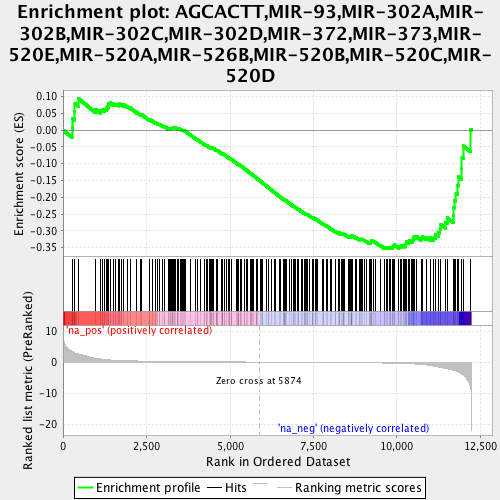 Enrichment plot: AGCACTT,MIR-93,MIR-302A,MIR-
302B,MIR-302C,MIR-302D,MIR-372,MIR-373,MIR-
520E,MIR-520A,MIR-526B,MIR-520B,MIR-520C,MIR-
520D
Enrichment score (ES)
0.10
0.05
0.00
-0.05
-0.10
-0.15
-0.20
-0.25
-0.30
-0.35
Ranked list metric (PreRanked)
10
0
-10
-20
'na_pos' (positively correlated)
Zero cross at 5874
'na_neg' (negatively correlated)
0
2,500
5,000
7,500
10,000
12,500
Rank in Ordered Dataset
Enrichment profile
Hits
Ranking metric scores